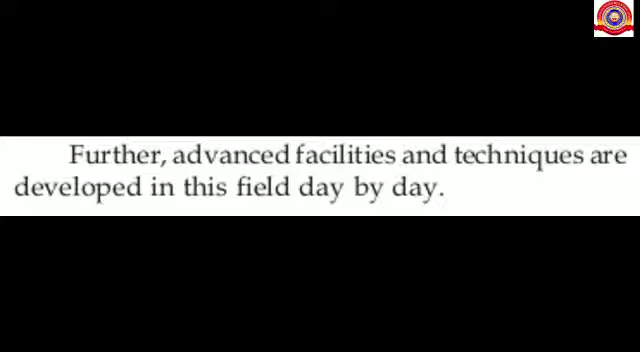 Further, advanced facilities and techniques are
developed in this field day by day.